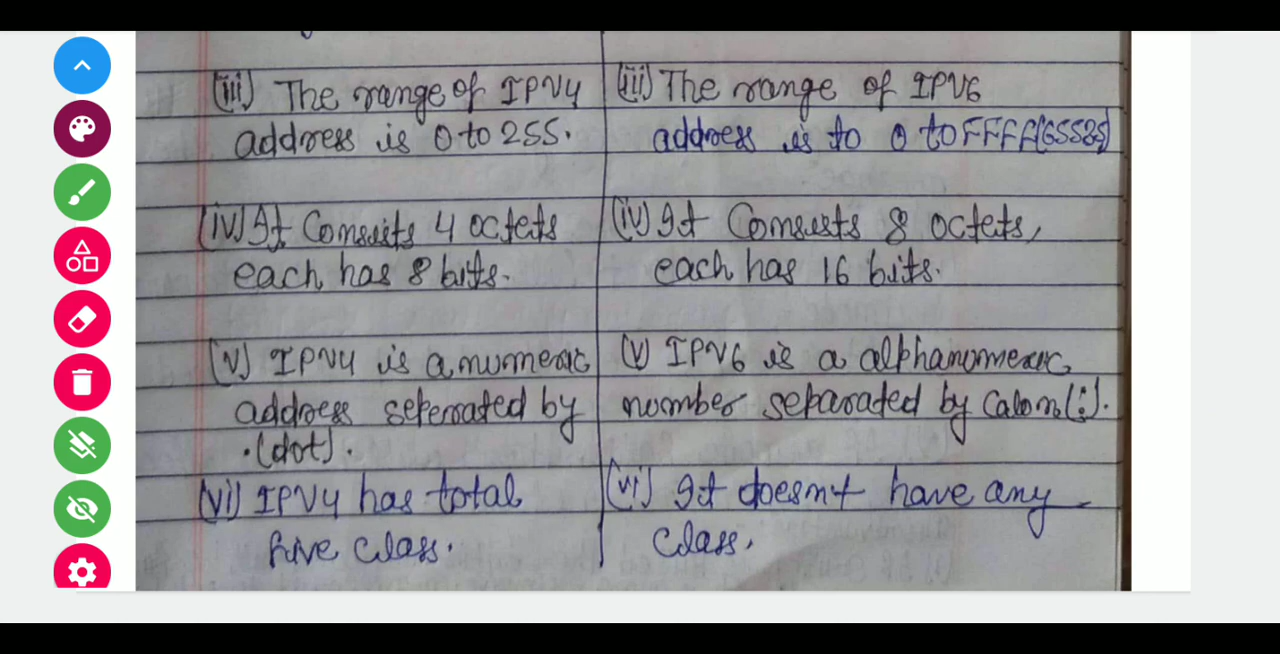 (iii) The range of IPV4
address is 0 to 255.
(iv) It Consists 4 octets
each has 8 bits.
(v) IPV4 is a numeric
address seperated by
.(dot).
(vi) IPV4 has total
five class.
(iii) The range of IPV6
address is to 0 to FFFF(65535)
(iv) It Consists 8 octets,
each has 16 bits.
(v) IPV6 is a alphanumeric
number separated by Colon(:).
(vi) It doesn't have any
Class.